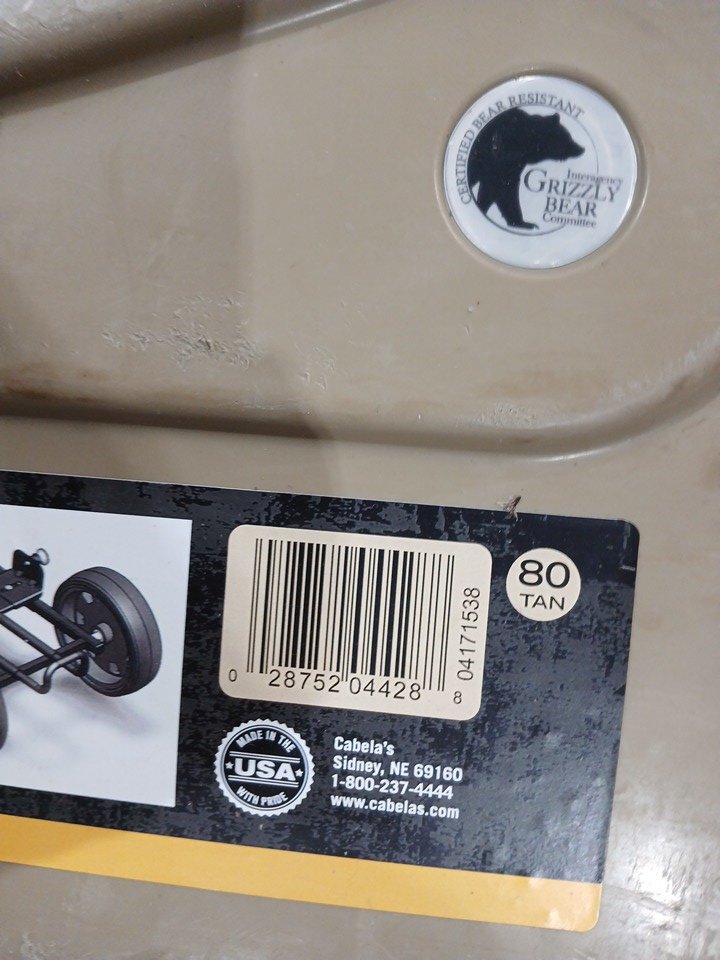 CERTIFIED BEAR RESISTANT
Interagency
GRIZZLY
BEAR
Committee
80
TAN
0 28752 04428 8
04171538
MADE IN THE
USA
WITH PRIDE
Cabela's
Sidney, NE 69160
1-800-237-4444
www.cabelas.com